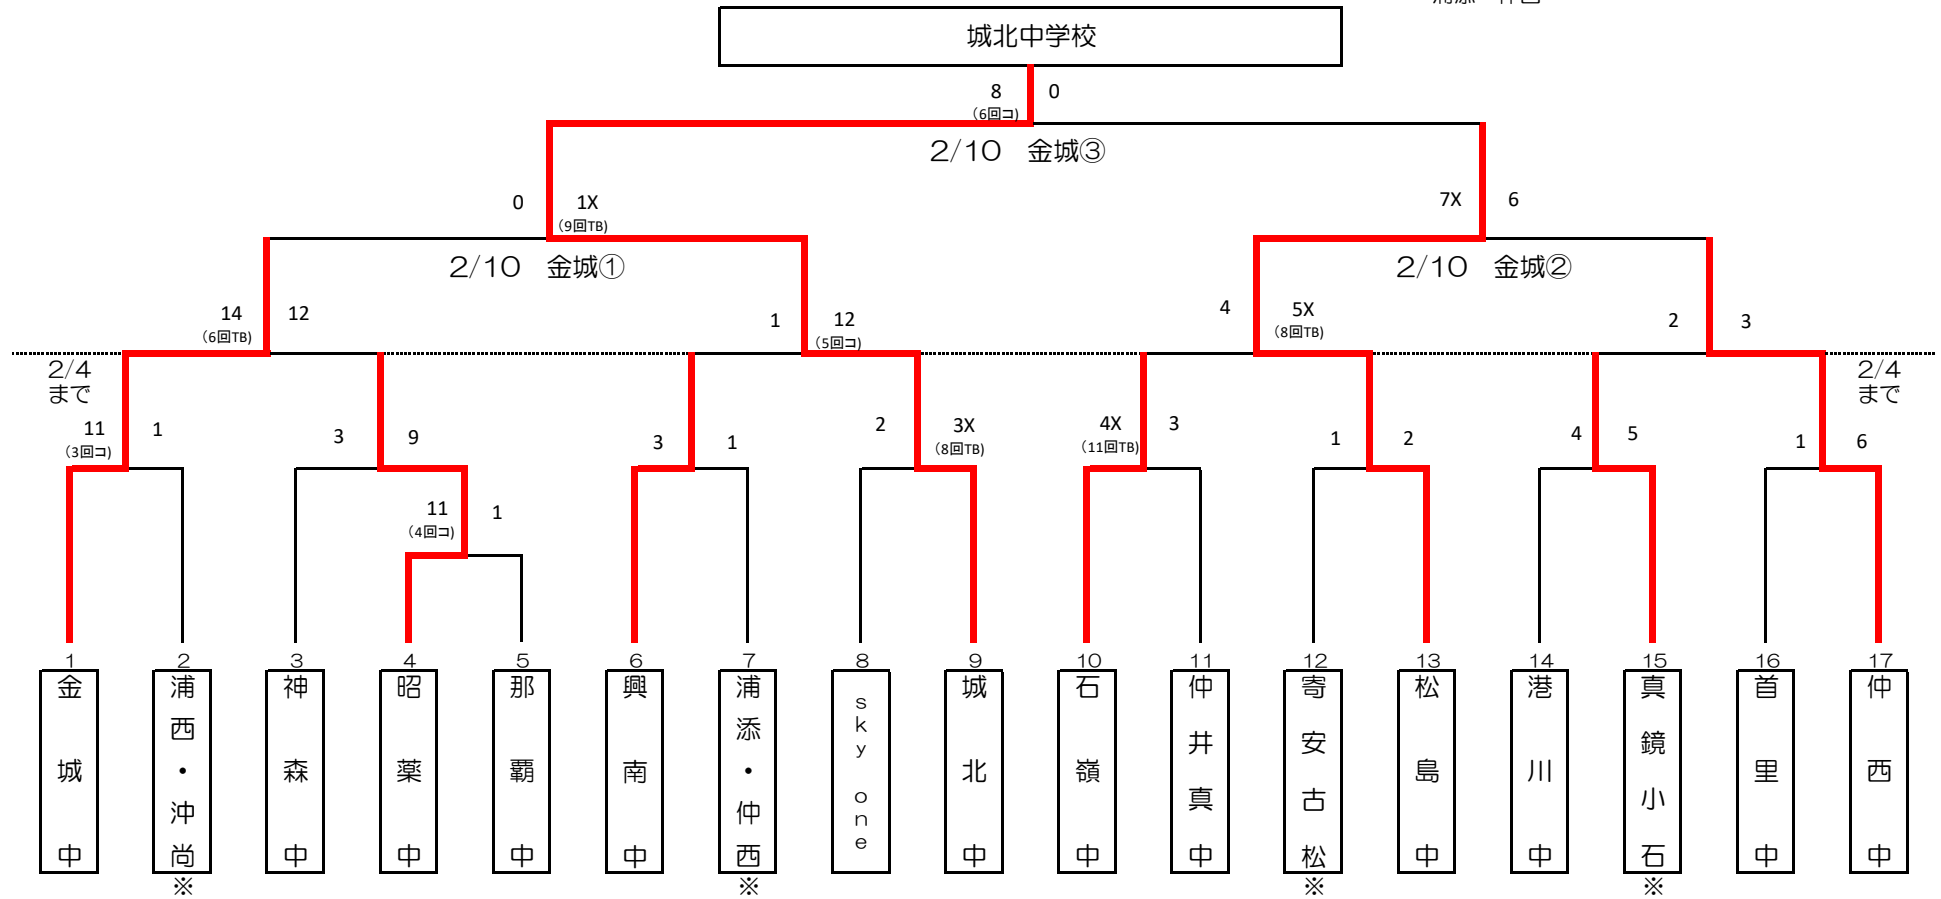 城北中学校
8 0
(6回コ)
2/10 金城③
0 1X
(9回TB)
7X 6
2/10 金城①
2/10 金城②
14 12
(6回TB)
1 12
(5回コ)
4 5X
(8回TB)
2 3
2/4
まで
2/4
まで
11 1
(3回コ)
3 9
3 1
2 3X
(8回TB)
4X 3
(11回TB)
1 2
4 5
1 6
11 1
(4回コ)
1 2 3 4 5 6 7 8 9 10 11 12 13 14 15 16 17
金城中
浦西・沖尚
※
神森中
昭薬中
那覇中
興南中
浦添・仲西
※
sky one
城北中
石嶺中
仲井真中
寄安古松
※
松島中
港川中
真鏡小石
※
首里中
仲西中